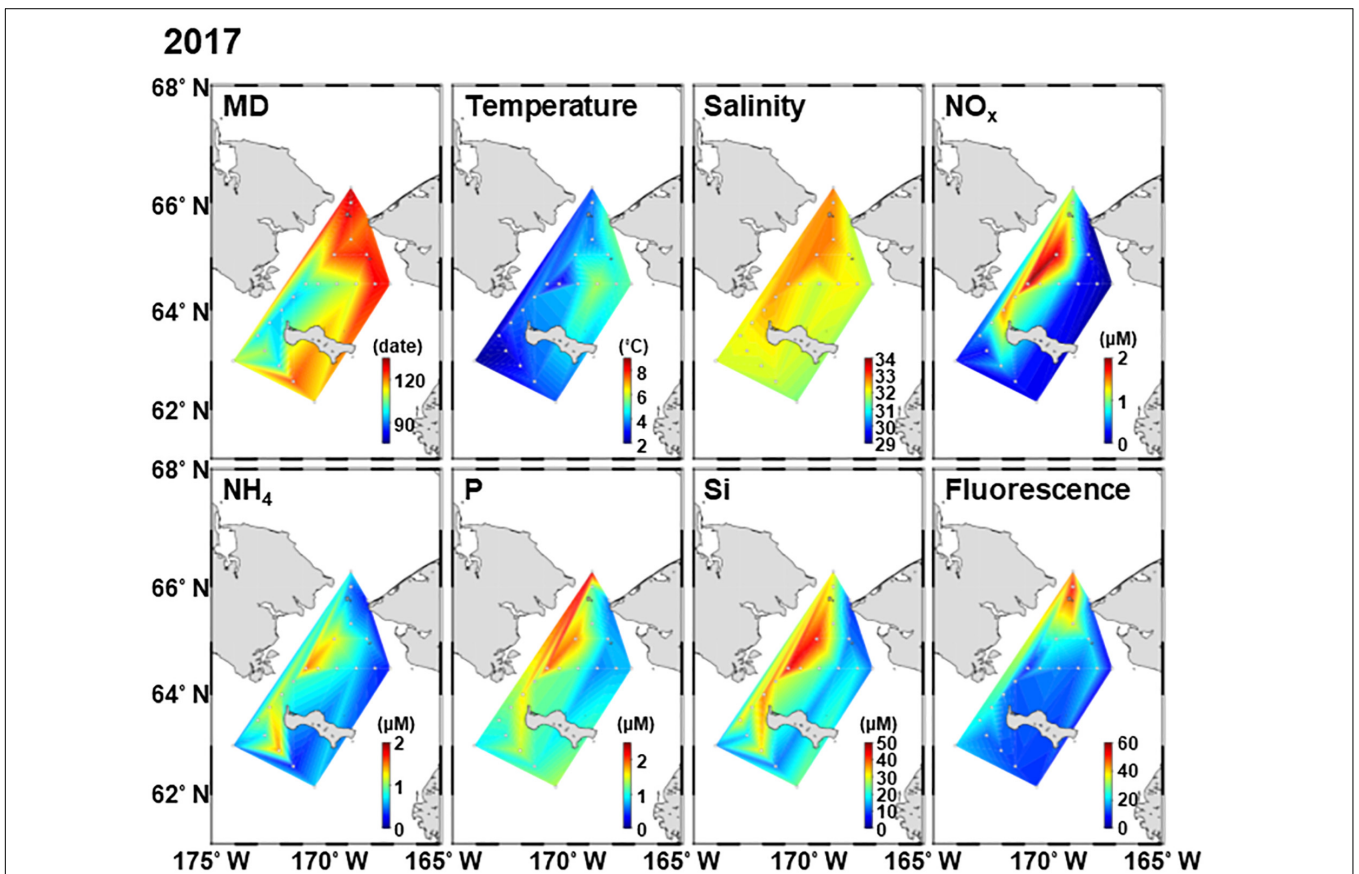 2017
68° N
MD
Temperature
Salinity
NOx
66° N
64° N
62° N
(date)
120
90
(°C)
8
6
4
2
34
33
32
31
30
29
(µM)
2
1
0
68° N
NH4
P
Si
Fluorescence
66° N
64° N
62° N
(µM)
2
1
0
(µM)
2
1
0
(µM)
50
40
30
20
10
0
60
40
20
0
175° W
170° W
165° W
170° W
165° W
170° W
165° W